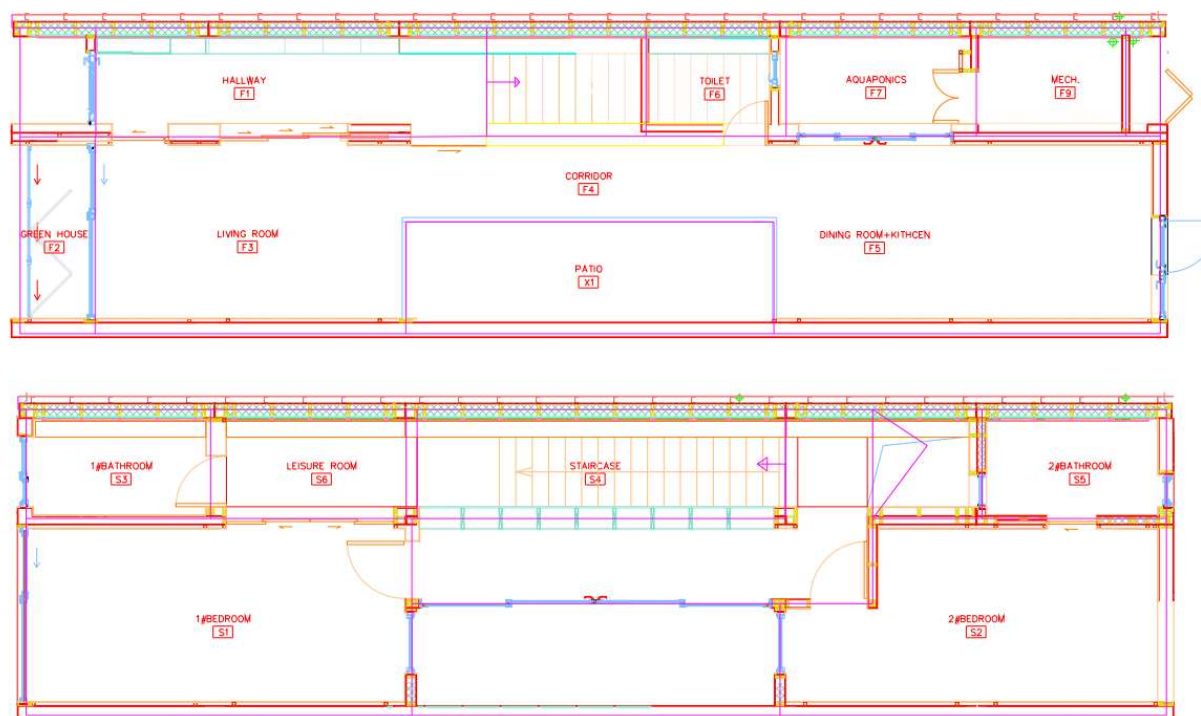 HALLWAY
F1
TOILET
F6
AQUAPONICS
F7
MECH.
F9
CORRIDOR
F4
GREEN HOUSE
F2
LIVING ROOM
F3
DINING ROOM+KITHCEN
F5
PATIO
X1
1#BATHROOM
S3
LEISURE ROOM
S6
STAIRCASE
S4
2#BATHROOM
S5
1#BEDROOM
S1
2#BEDROOM
S2